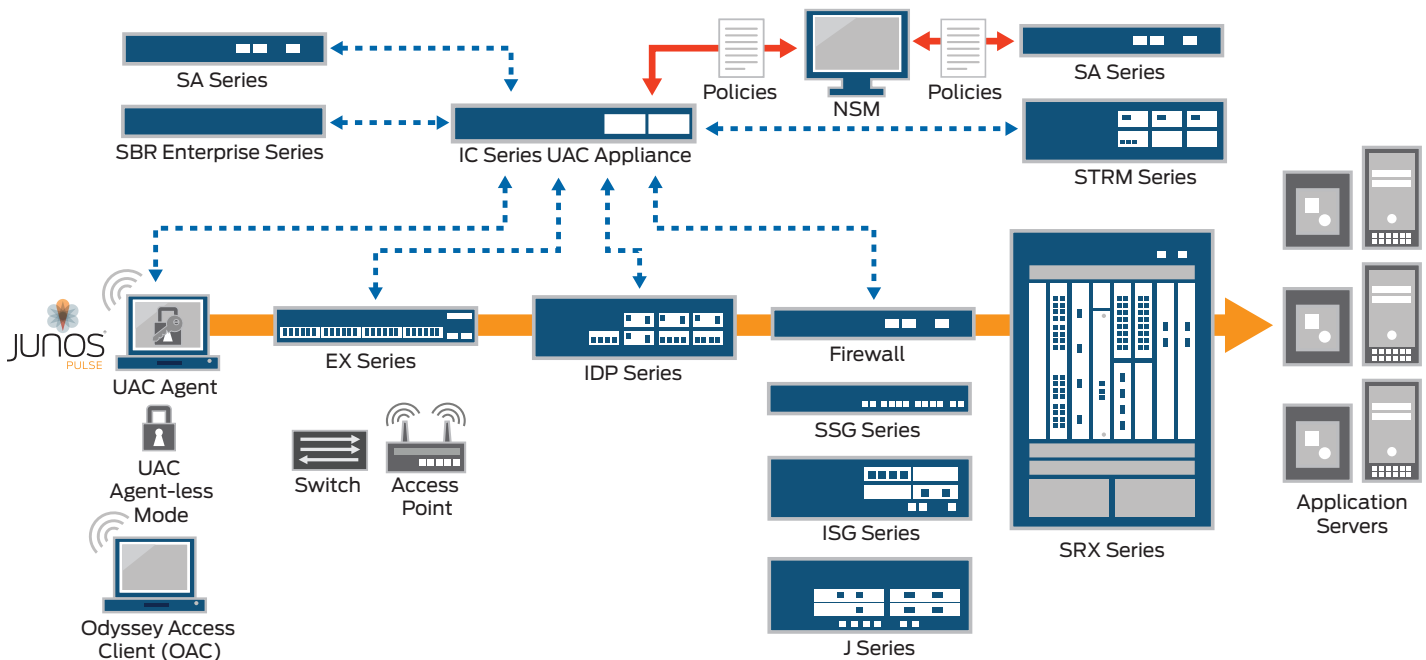 SA Series
SBR Enterprise Series
IC Series UAC Appliance
Policies
NSM
Policies
SA Series
STRM Series
JUNOS
PULSE
UAC Agent
EX Series
IDP Series
Firewall
UAC
Agent-less
Mode
Switch
Access
Point
SSG Series
ISG Series
J Series
SRX Series
Application
Servers
Odyssey Access
Client (OAC)